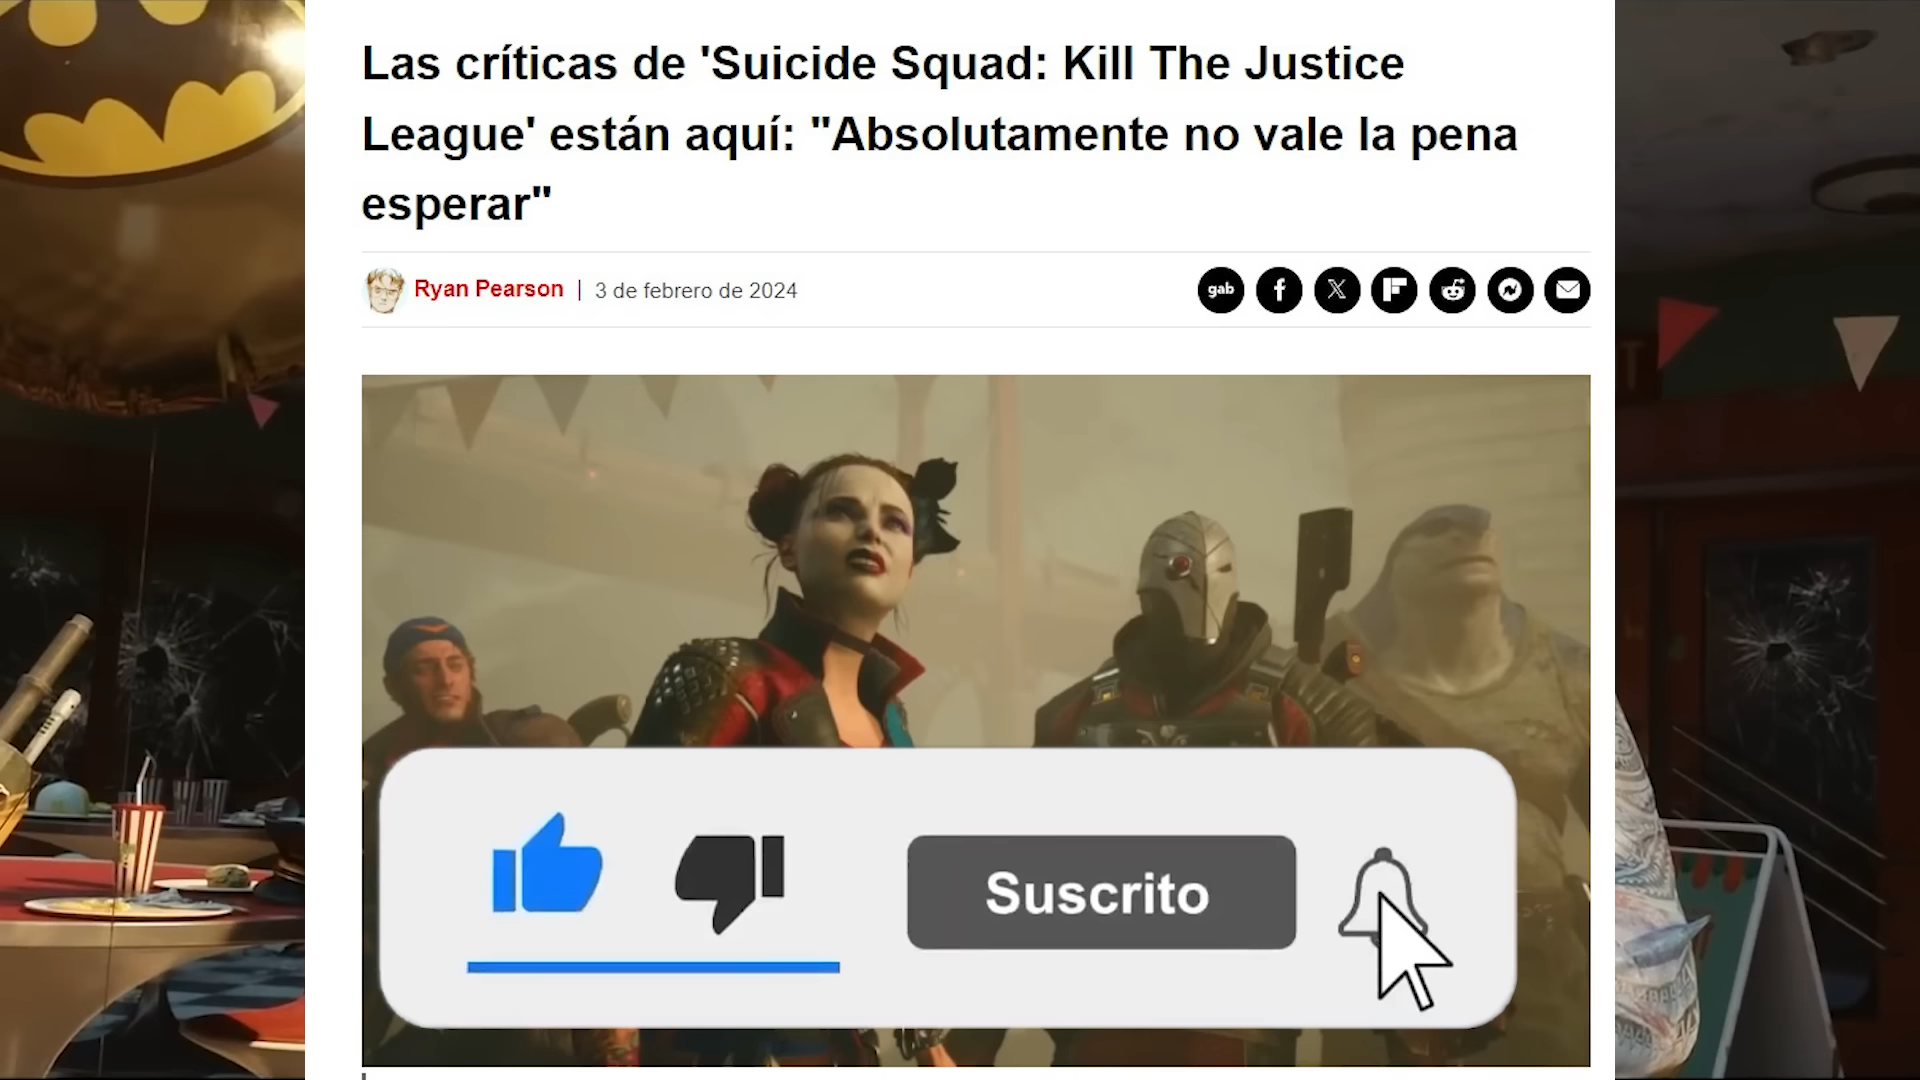 Las críticas de 'Suicide Squad: Kill The Justice
League' están aquí: "Absolutamente no vale la pena
esperar"
Ryan Pearson | 3 de febrero de 2024
gab
Suscrito